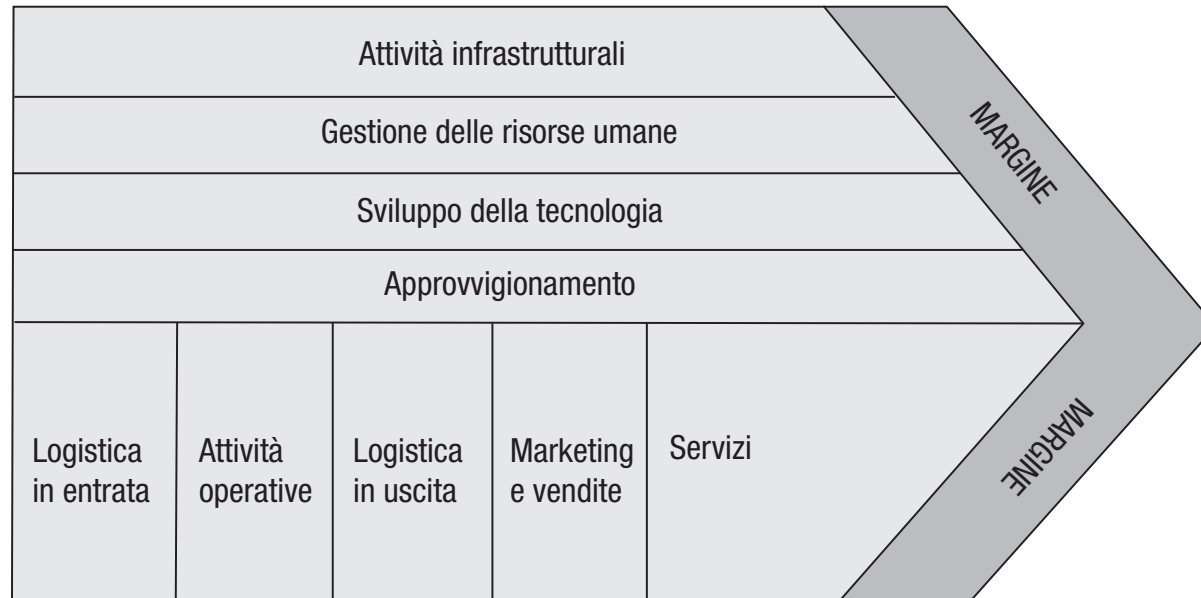 Attività infrastrutturali
Gestione delle risorse umane
Sviluppo della tecnologia
Approvvigionamento
MARGINE
Logistica
in entrata
Attività
operative
Logistica
in uscita
Marketing
e vendite
Servizi
MARGINE